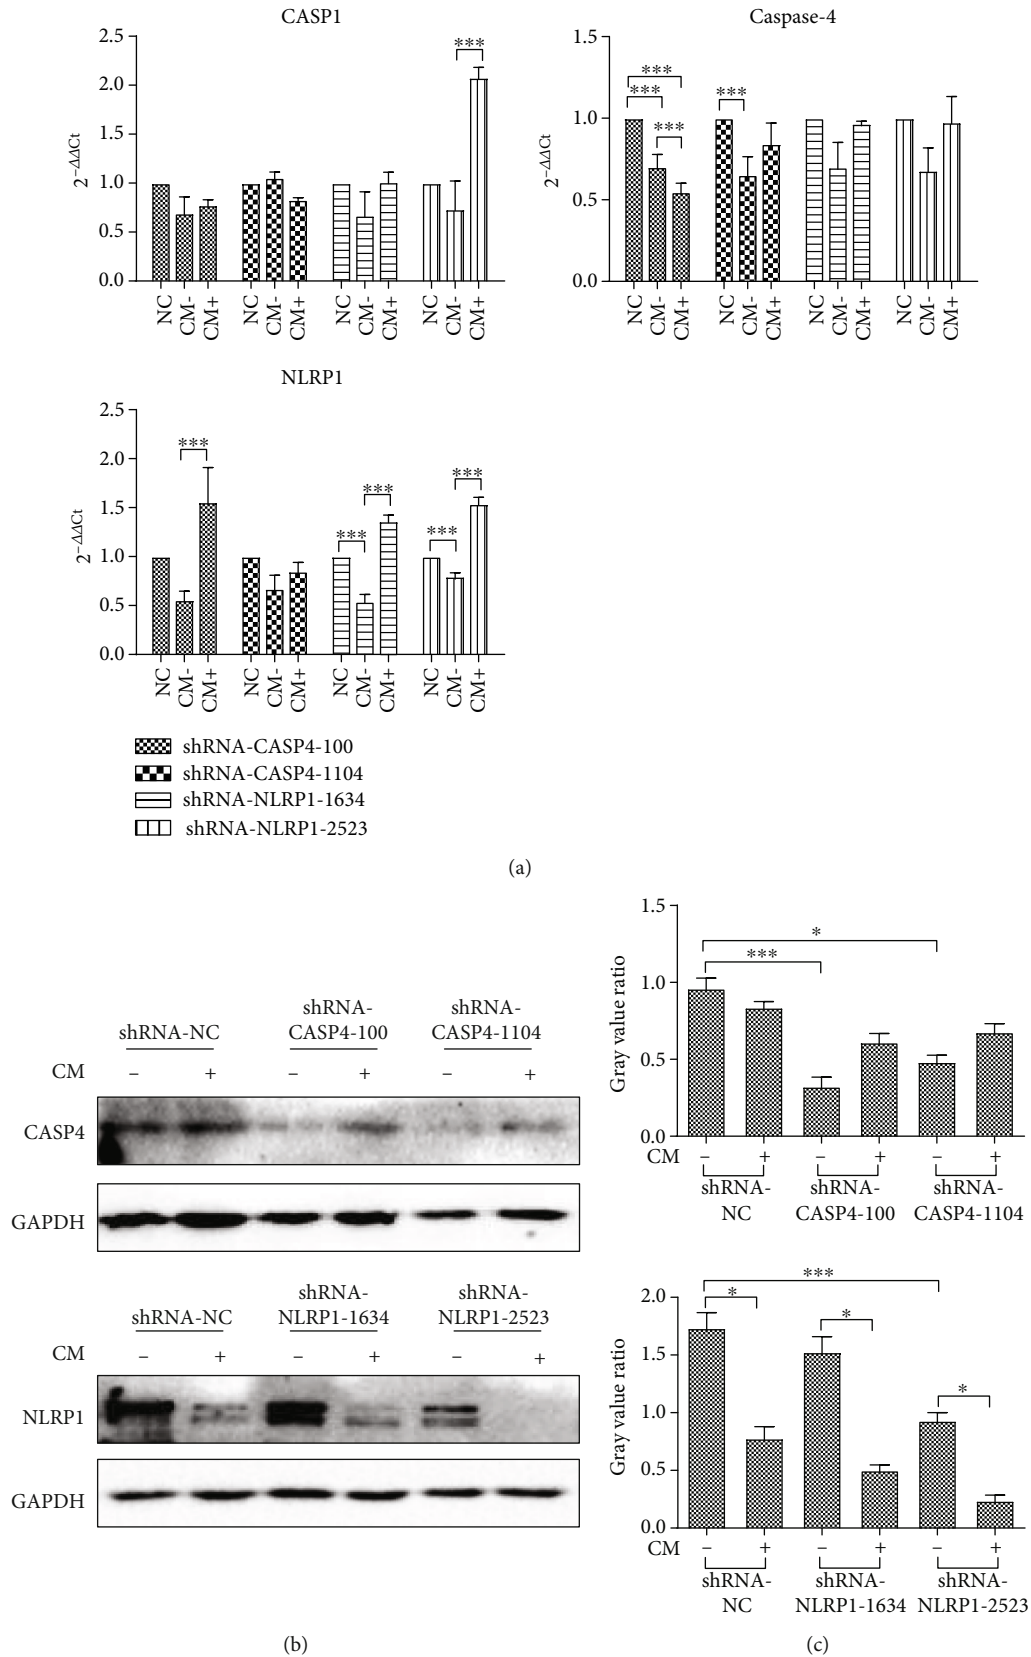 CASP1
2.5
2.0
1.5
1.0
0.5
0.0
2−ΔΔCt
***
NC CM- CM+ NC CM- CM+ NC CM- CM+ NC CM- CM+
Caspase-4
1.5
1.0
0.5
0.0
2−ΔΔCt
***
***
***
***
NC CM- CM+ NC CM- CM+ NC CM- CM+ NC CM- CM+
NLRP1
2.5
2.0
1.5
1.0
0.5
0.0
2−ΔΔCt
***
***
***
***
***
NC CM- CM+ NC CM- CM+ NC CM- CM+ NC CM- CM+
shRNA-CASP4-100
shRNA-CASP4-1104
shRNA-NLRP1-1634
shRNA-NLRP1-2523
(a)
shRNA-NC
shRNA-
CASP4-100
shRNA-
CASP4-1104
CM − + − + − +
CASP4
GAPDH
shRNA-NC
shRNA-
NLRP1-1634
shRNA-
NLRP1-2523
CM − + − + − +
NLRP1
GAPDH
(b)
1.5
1.0
0.5
0.0
Gray value ratio
*
***
CM − + − + − +
shRNA-
NC
shRNA-
CASP4-100
shRNA-
CASP4-1104
2.0
1.5
1.0
0.5
0.0
Gray value ratio
***
*
*
*
CM − + − + − +
shRNA-
NC
shRNA-
NLRP1-1634
shRNA-
NLRP1-2523
(c)